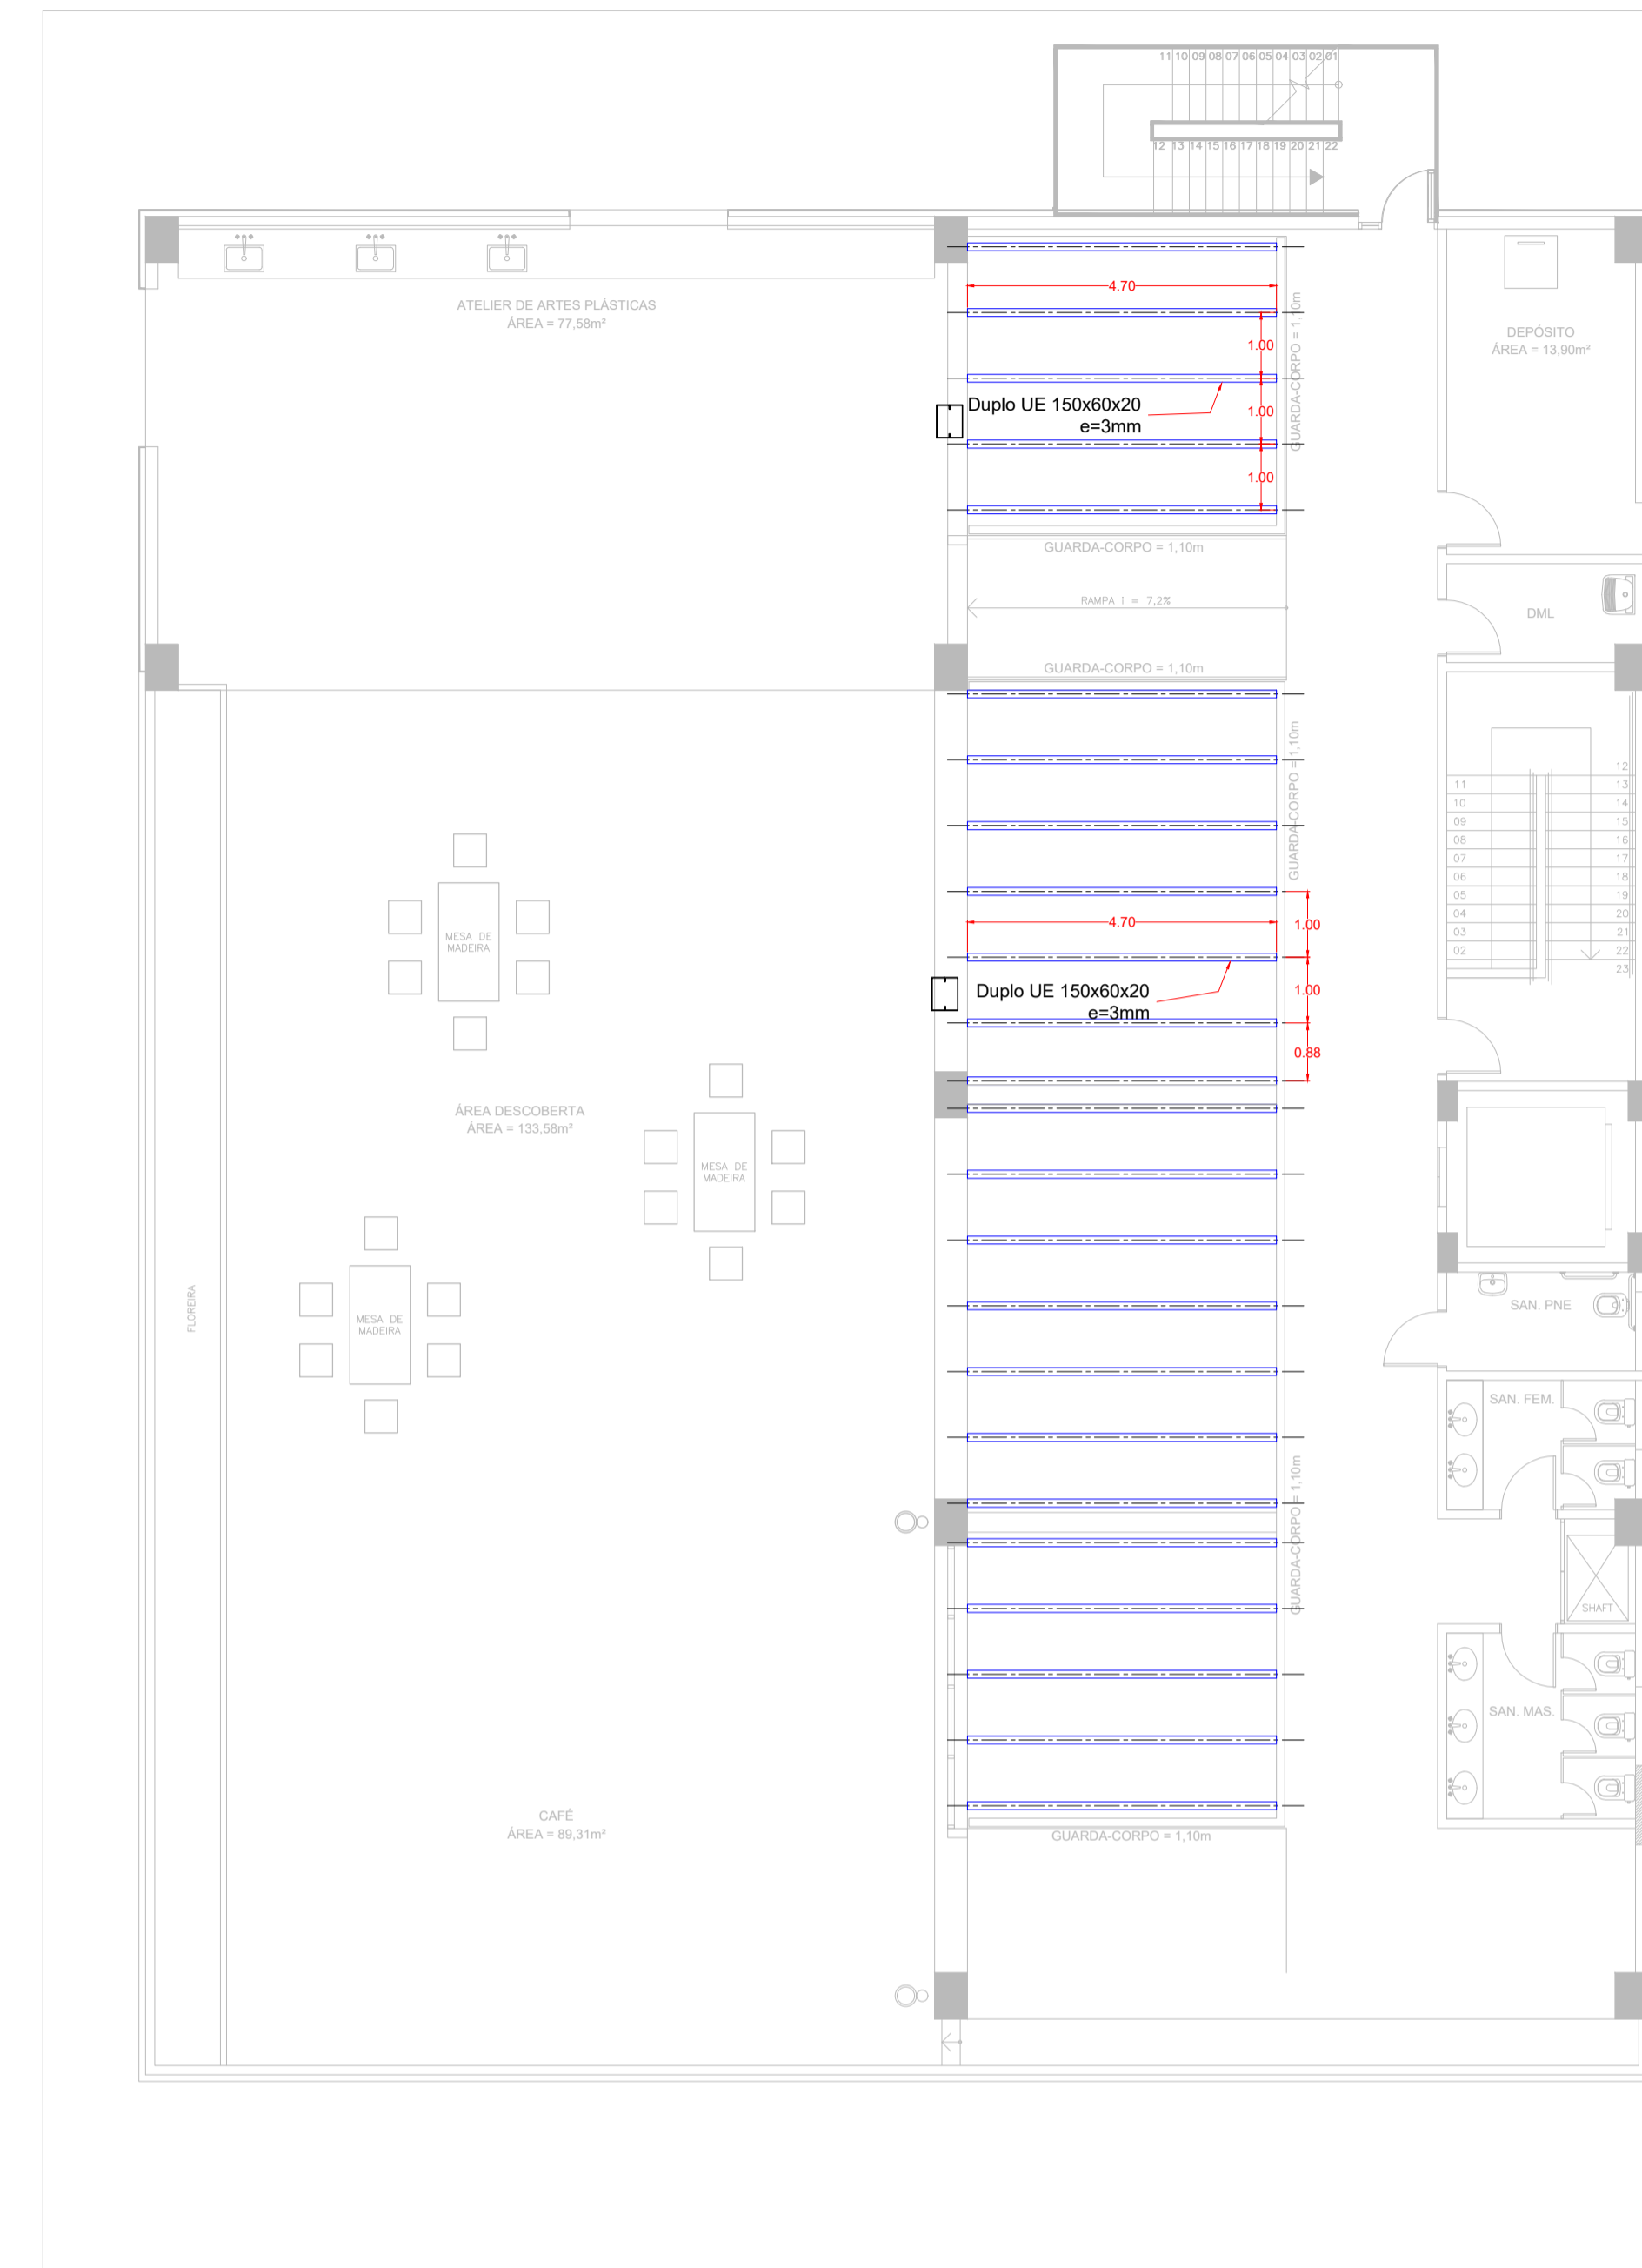 11 10 09 08 07 06 05 04 03 02 01
12 13 14 15 16 17 18 19 20 21 22
ATELIER DE ARTES PLÁSTICAS
ÁREA = 77,58m²
4.70
1.00
1.00
1.00
GUARDA-CORPO = 1,10m
Duplo UE 150x60x20
e=3mm
DEPÓSITO
ÁREA = 13,90m²
GUARDA-CORPO = 1,10m
RAMPA i = 7,2%
GUARDA-CORPO = 1,10m
DML
GUARDA-CORPO = 1,10m
12
11 13
10 14
09 15
08 16
07 17
06 18
05 19
04 20
03 21
02 22
23
MESA DE
MADEIRA
4.70
1.00
1.00
0.88
Duplo UE 150x60x20
e=3mm
ÁREA DESCOBERTA
ÁREA = 133,58m²
MESA DE
MADEIRA
FLOREIRA
MESA DE
MADEIRA
SAN. PNE
SAN. FEM.
GUARDA-CORPO = 1,10m
SHAFT
SAN. MAS.
CAFÉ
ÁREA = 89,31m²
GUARDA-CORPO = 1,10m